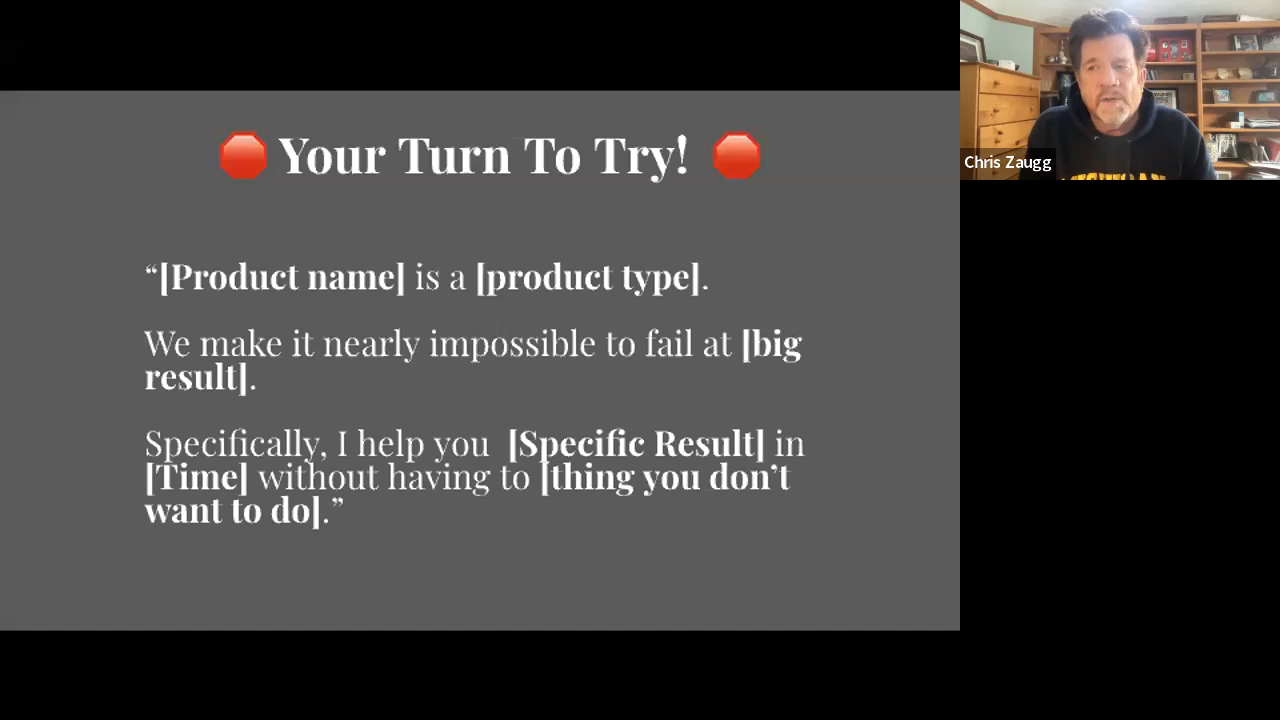 Your Turn To Try!
“[Product name] is a [product type].
We make it nearly impossible to fail at [big
result].
Specifically, I help you [Specific Result] in
[Time] without having to [thing you don’t
want to do].”
Chris Zaugg
MICHIGAN